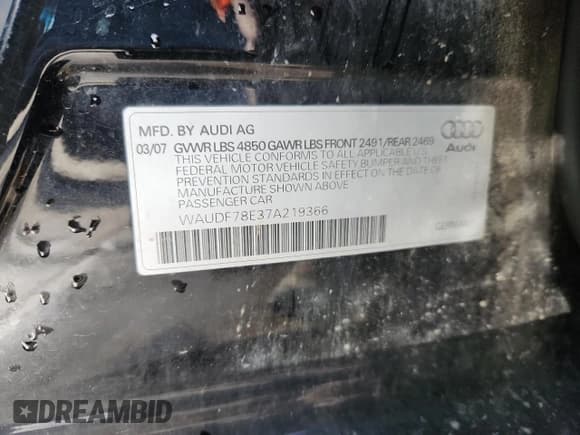 MFD. BY AUDI AG
03/07 GVWR LBS 4850 GAWR LBS FRONT 2491/REAR 2469
THIS VEHICLE CONFORMS TO ALL APPLICABLE U.S.
FEDERAL MOTOR VEHICLE SAFETY, BUMPER AND THEFT
PREVENTION STANDARDS IN EFFECT ON THE DATE OF
MANUFACTURE SHOWN ABOVE
PASSENGER CAR
WAUDF78E37A219366
Audi
GERMANY
DREAMBID